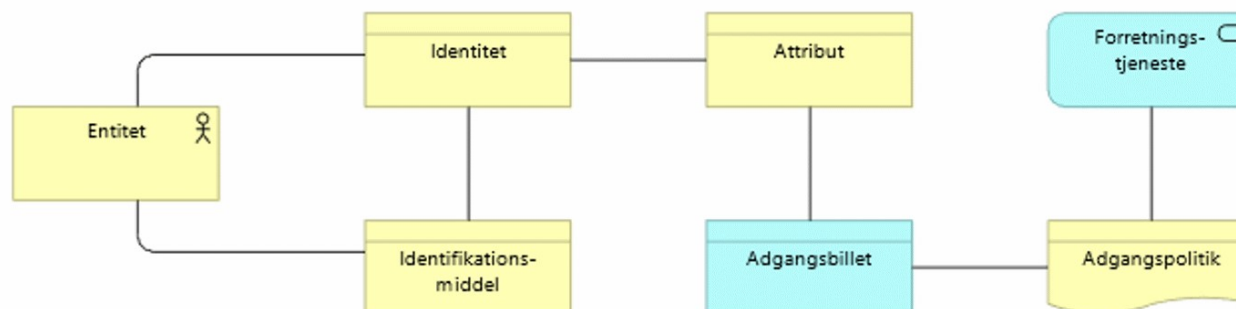 Identitet
Attribut
Forretnings-
tjeneste
Entitet
Identifikations-
middel
Adgangsbillet
Adgangspolitik